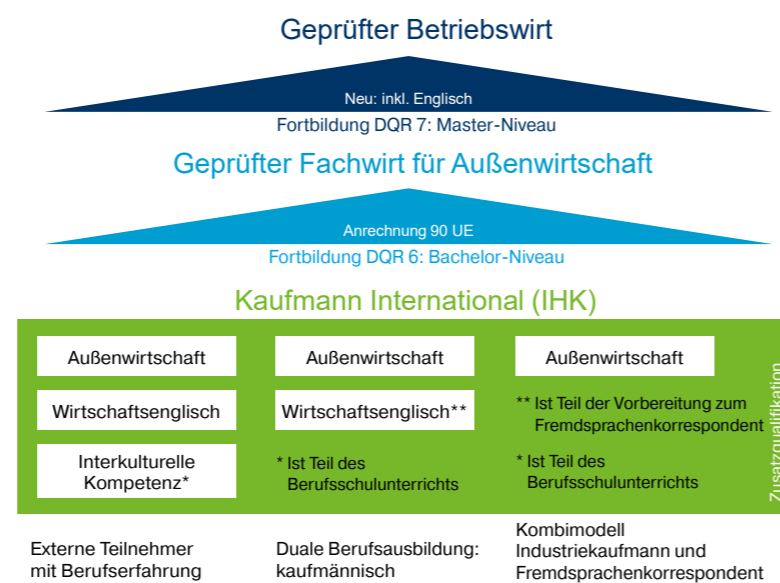 Geprüfter Betriebswirt
Neu: inkl. Englisch
Fortbildung DQR 7: Master-Niveau
Geprüfter Fachwirt für Außenwirtschaft
Anrechnung 90 UE
Fortbildung DQR 6: Bachelor-Niveau
Kaufmann International (IHK)
Außenwirtschaft
Wirtschaftsenglisch
Interkulturelle
Kompetenz*
Außenwirtschaft
Wirtschaftsenglisch**
* Ist Teil des
Berufsschulunterrichts
Außenwirtschaft
** Ist Teil der Vorbereitung zum
Fremdsprachenkorrespondent
* Ist Teil des
Berufsschulunterrichts
Zusatzqualifikation
Externe Teilnehmer
mit Berufserfahrung
Duale Berufsausbildung:
kaufmännisch
Kombimodell
Industriekaufmann und
Fremdsprachenkorrespondent